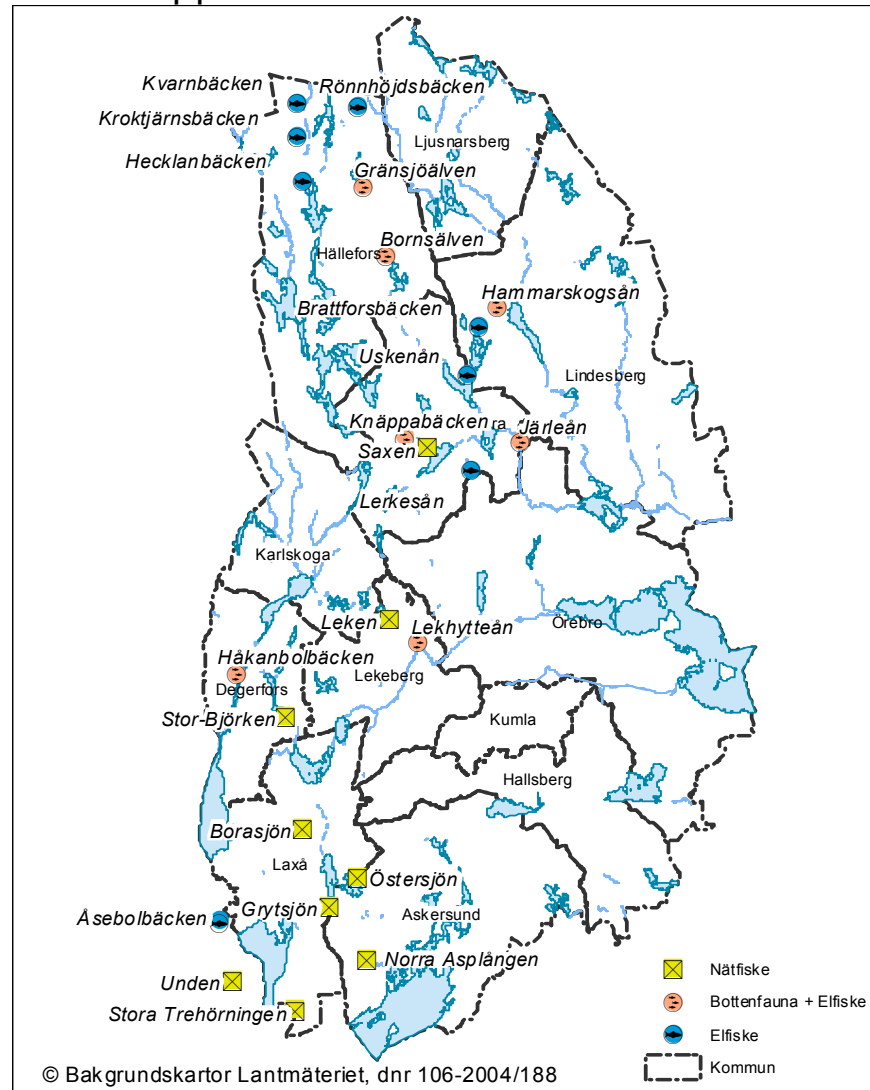 Kvarnbäcken
Rönnhöjdsbäcken
Kroktjärnsbäcken
Ljusnarsberg
Hecklanbäcken
Gränsjöälven
Bornsälven
Hällefors
Hammarskogsån
Brattforsbäcken
Uskenån
Lindesberg
Knäppabäcken
ra
Järleån
Saxen
Lerkesån
Karlskoga
Leken
Lekhytteån
Örebro
Håkanbolbäcken
Lekeberg
Degerfors
Stor-Björken
Kumla
Hallsberg
Borasjön
Laxå
Östersjön
Grytsjön
Askersund
Åsebolbäcken
Norra Asplången
Unden
Stora Trehörningen
Nätfiske
Bottenfauna + Elfiske
Elfiske
Kommun
© Bakgrundskartor Lantmäteriet, dnr 106-2004/188